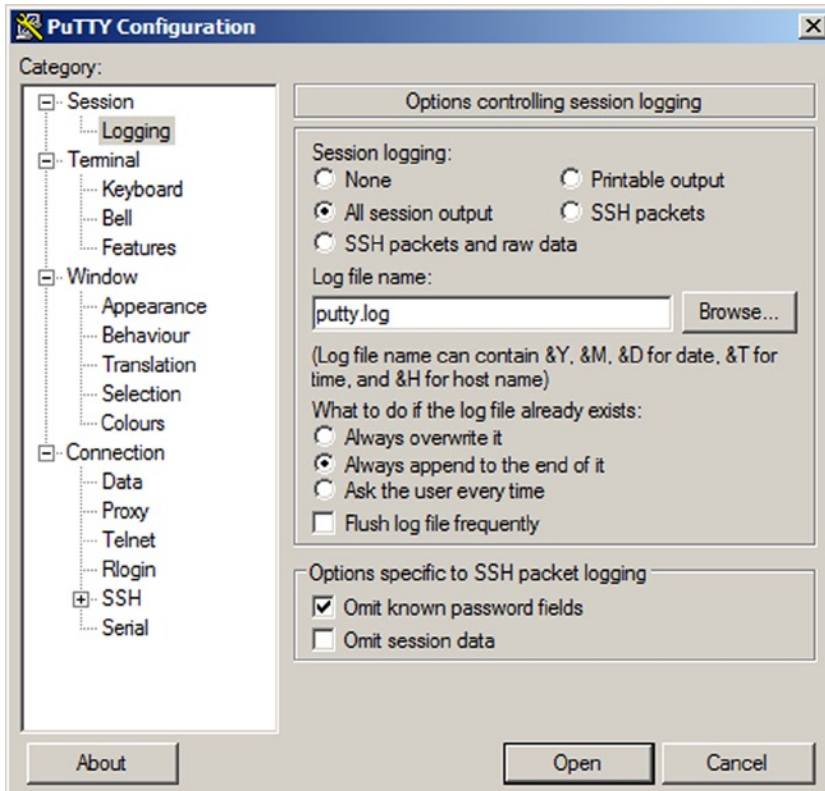 PuTTY Configuration
Category:
Session
Logging
Terminal
Keyboard
Bell
Features
Window
Appearance
Behaviour
Translation
Selection
Colours
Connection
Data
Proxy
Telnet
Rlogin
SSH
Serial
Options controlling session logging
Session logging:
None
Printable output
All session output
SSH packets
SSH packets and raw data
Log file name:
putty.log
Browse...
(Log file name can contain &Y, &M, &D for date, &T for
time, and &H for host name)
What to do if the log file already exists:
Always overwrite it
Always append to the end of it
Ask the user every time
Flush log file frequently
Options specific to SSH packet logging
Omit known password fields
Omit session data
About
Open
Cancel